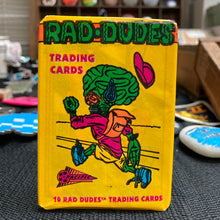 RAD DUDES
TRADING
CARDS
10 RAD DUDES™ TRADING CARDS